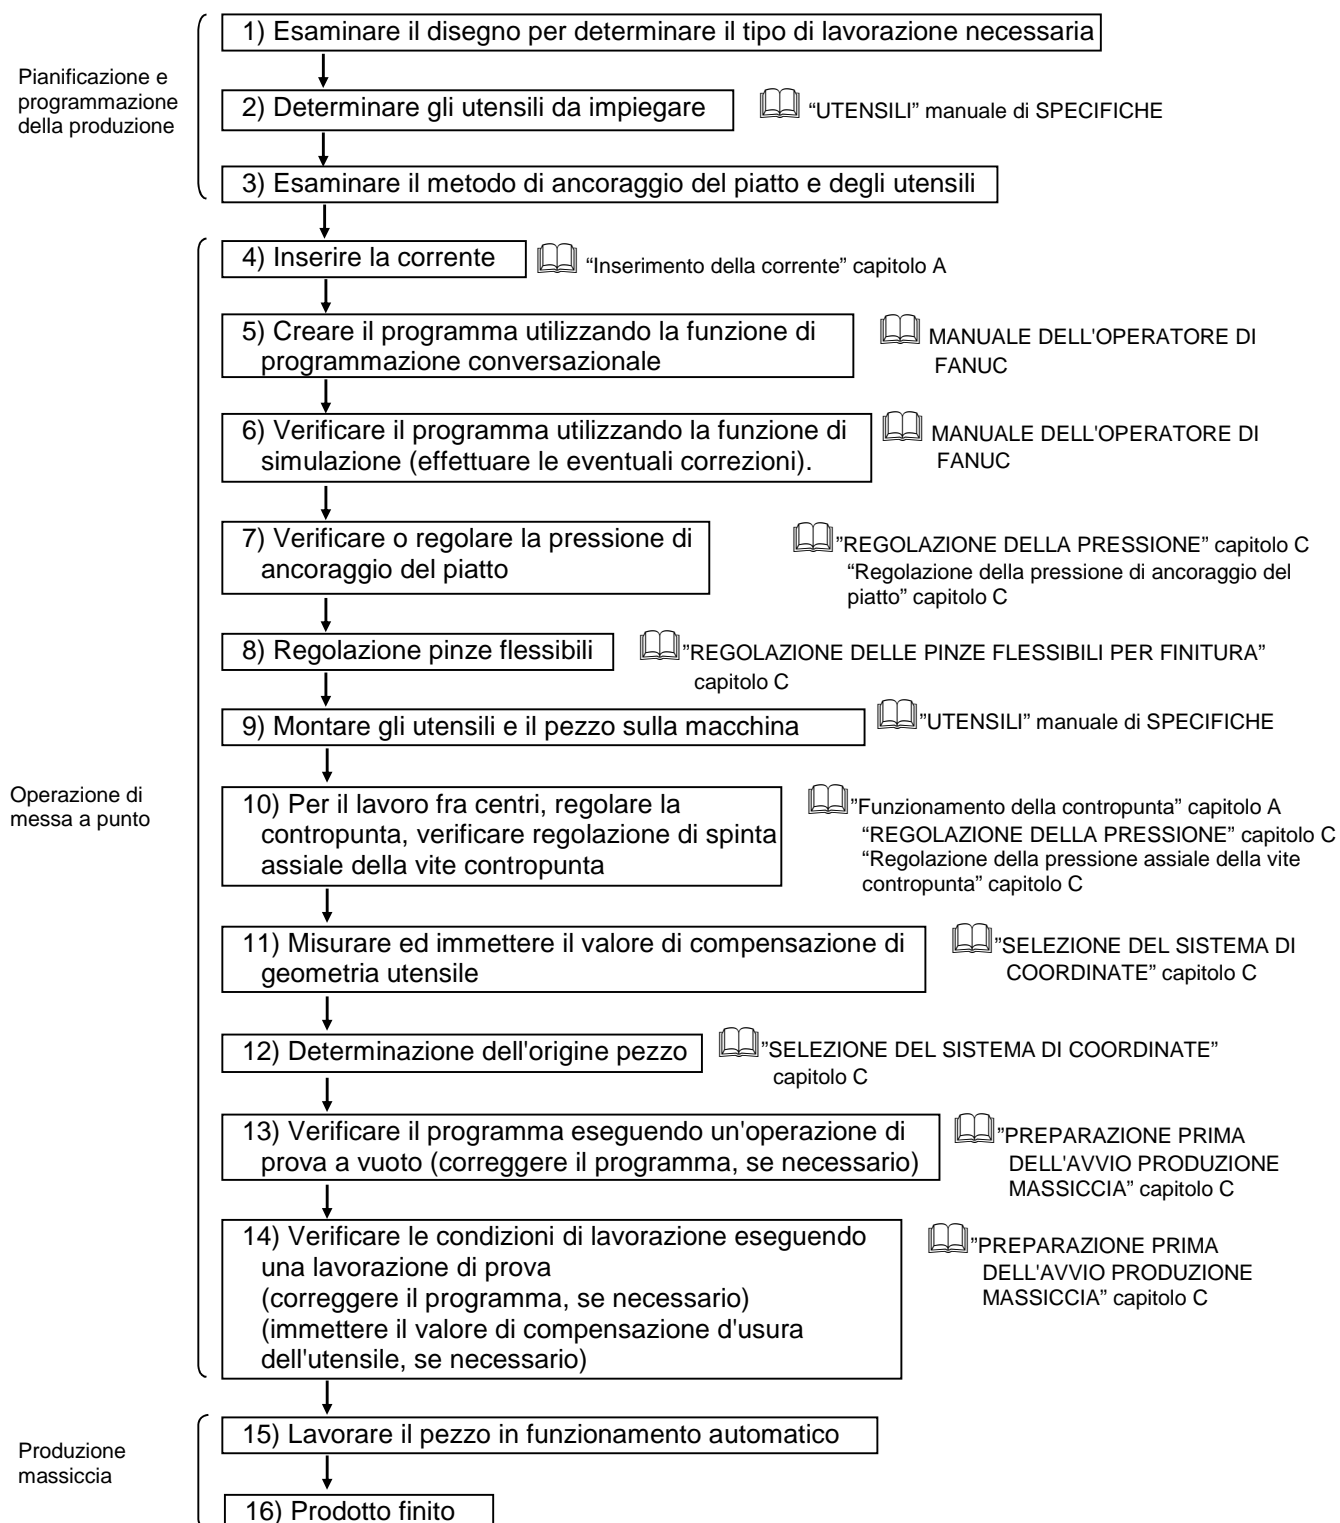 1) Esaminare il disegno per determinare il tipo di lavorazione necessaria
Pianificazione e
programmazione
della produzione
2) Determinare gli utensili da impiegare
“UTENSILI” manuale di SPECIFICHE
3) Esaminare il metodo di ancoraggio del piatto e degli utensili
4) Inserire la corrente
“Inserimento della corrente” capitolo A
5) Creare il programma utilizzando la funzione di
programmazione conversazionale
MANUALE DELL'OPERATORE DI
FANUC
6) Verificare il programma utilizzando la funzione di
simulazione (effettuare le eventuali correzioni).
MANUALE DELL'OPERATORE DI
FANUC
7) Verificare o regolare la pressione di
ancoraggio del piatto
”REGOLAZIONE DELLA PRESSIONE” capitolo C
“Regolazione della pressione di ancoraggio del
piatto” capitolo C
8) Regolazione pinze flessibili
”REGOLAZIONE DELLE PINZE FLESSIBILI PER FINITURA”
capitolo C
9) Montare gli utensili e il pezzo sulla macchina
”UTENSILI” manuale di SPECIFICHE
Operazione di
messa a punto
10) Per il lavoro fra centri, regolare la
contropunta, verificare regolazione di spinta
assiale della vite contropunta
”Funzionamento della contropunta” capitolo A
“REGOLAZIONE DELLA PRESSIONE” capitolo C
“Regolazione della pressione assiale della vite
contropunta” capitolo C
11) Misurare ed immettere il valore di compensazione di
geometria utensile
”SELEZIONE DEL SISTEMA DI
COORDINATE” capitolo C
12) Determinazione dell'origine pezzo
”SELEZIONE DEL SISTEMA DI COORDINATE”
capitolo C
13) Verificare il programma eseguendo un'operazione di
prova a vuoto (correggere il programma, se necessario)
”PREPARAZIONE PRIMA
DELL'AVVIO PRODUZIONE
MASSICCIA” capitolo C
14) Verificare le condizioni di lavorazione eseguendo
una lavorazione di prova
(correggere il programma, se necessario)
(immettere il valore di compensazione d'usura
dell'utensile, se necessario)
”PREPARAZIONE PRIMA
DELL'AVVIO PRODUZIONE
MASSICCIA” capitolo C
15) Lavorare il pezzo in funzionamento automatico
Produzione
massiccia
16) Prodotto finito